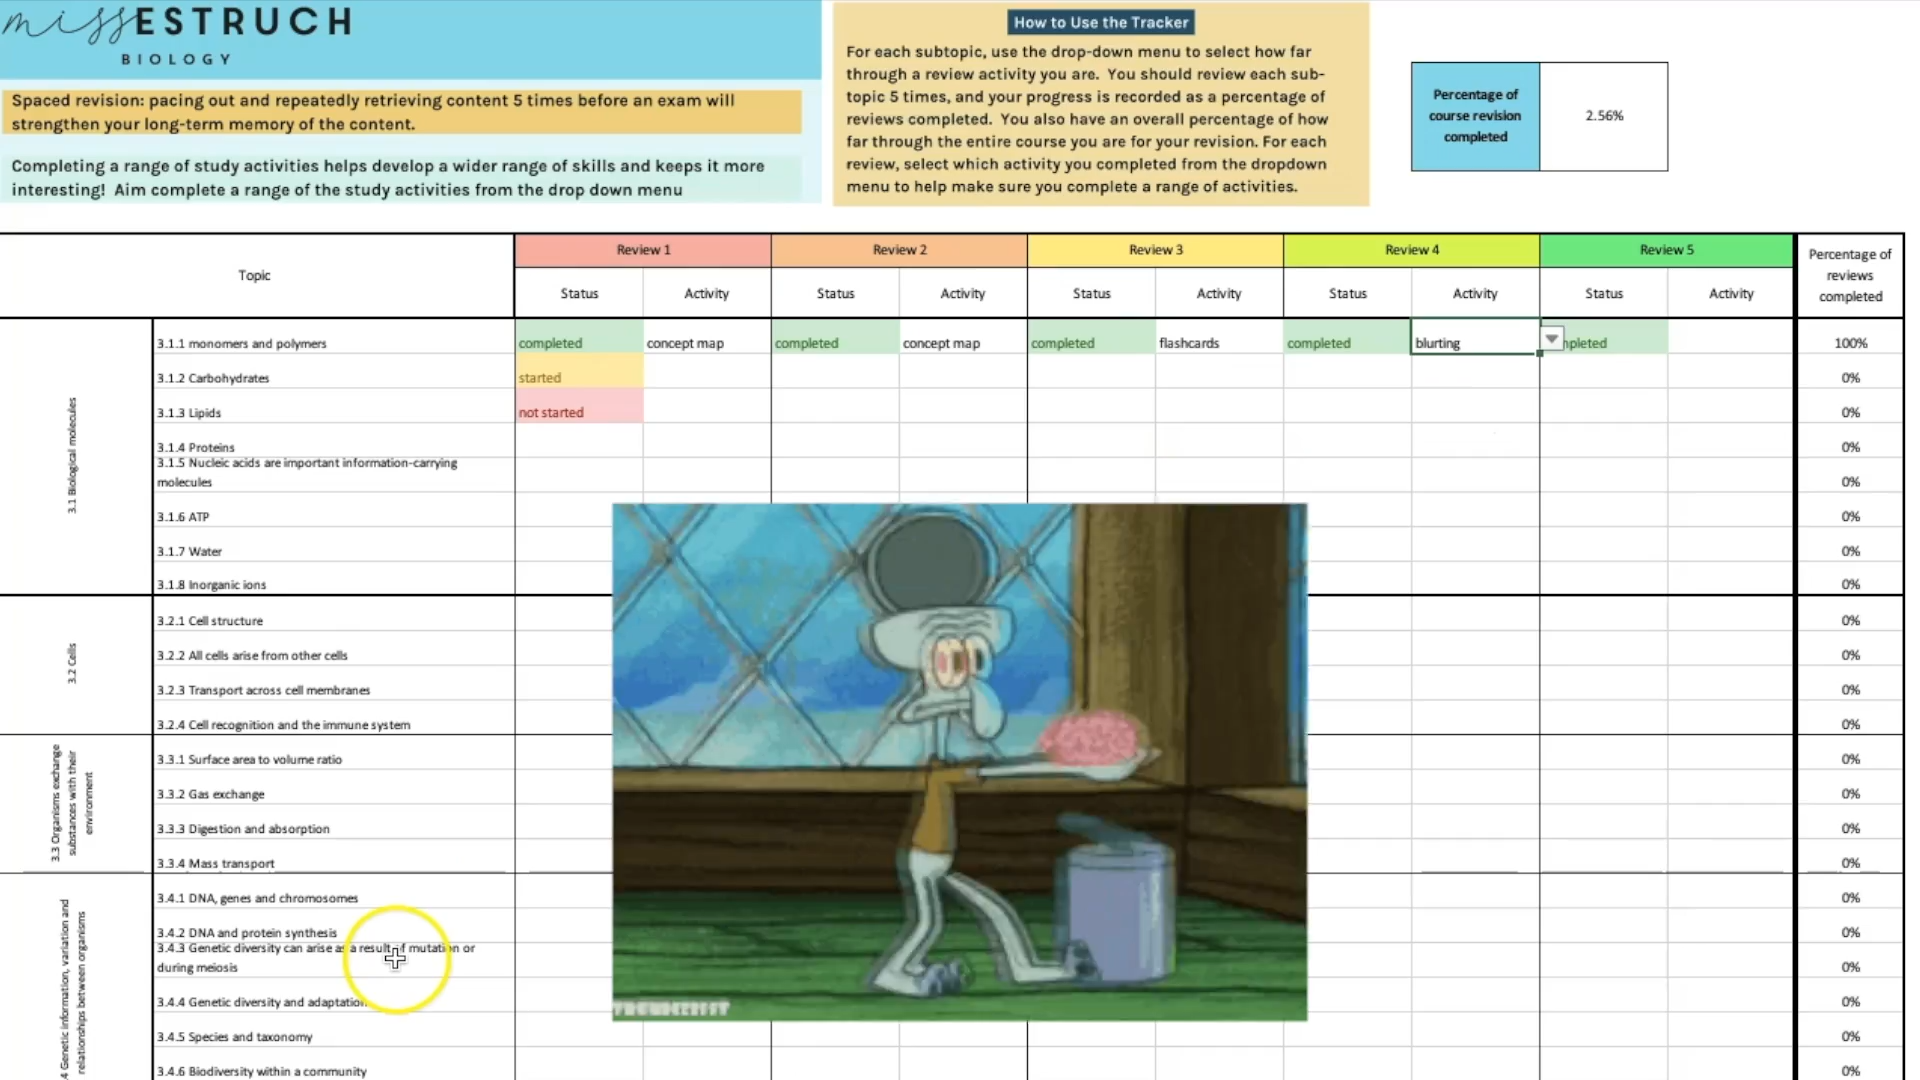 miss ESTRUCH
BIOLOGY
Spaced revision: pacing out and repeatedly retrieving content 5 times before an exam will
strengthen your long-term memory of the content.
Completing a range of study activities helps develop a wider range of skills and keeps it more
interesting! Aim complete a range of the study activities from the drop down menu
How to Use the Tracker
For each subtopic, use the drop-down menu to select how far
through a review activity you are. You should review each sub-
topic 5 times, and your progress is recorded as a percentage of
reviews completed. You also have an overall percentage of how
far through the entire course you are for your revision. For each
review, select which activity you completed from the dropdown
menu to help make sure you complete a range of activities.
Percentage of
course revision
completed
2.56%
Topic
Review 1
Review 2
Review 3
Review 4
Review 5
Percentage of
reviews
completed
Status Activity Status Activity Status Activity Status Activity Status Activity
3.1 Biological molecules
3.1.1 monomers and polymers completed concept map completed concept map completed flashcards completed blurting mpleted 100%
3.1.2 Carbohydrates started 0%
3.1.3 Lipids not started 0%
3.1.4 Proteins 0%
3.1.5 Nucleic acids are important information-carrying
molecules 0%
3.1.6 ATP 0%
3.1.7 Water 0%
3.1.8 Inorganic ions 0%
3.2 Cells
3.2.1 Cell structure 0%
3.2.2 All cells arise from other cells 0%
3.2.3 Transport across cell membranes 0%
3.2.4 Cell recognition and the immune system 0%
3.3 Organisms exchange
substances with their
environment
3.3.1 Surface area to volume ratio 0%
3.3.2 Gas exchange 0%
3.3.3 Digestion and absorption 0%
3.3.4 Mass transport 0%
.4 Genetic information, variation and
relationships between organisms
3.4.1 DNA, genes and chromosomes 0%
3.4.2 DNA and protein synthesis 0%
3.4.3 Genetic diversity can arise as a result of mutation or
during meiosis 0%
3.4.4 Genetic diversity and adaptation 0%
3.4.5 Species and taxonomy 0%
3.4.6 Biodiversity within a community 0%